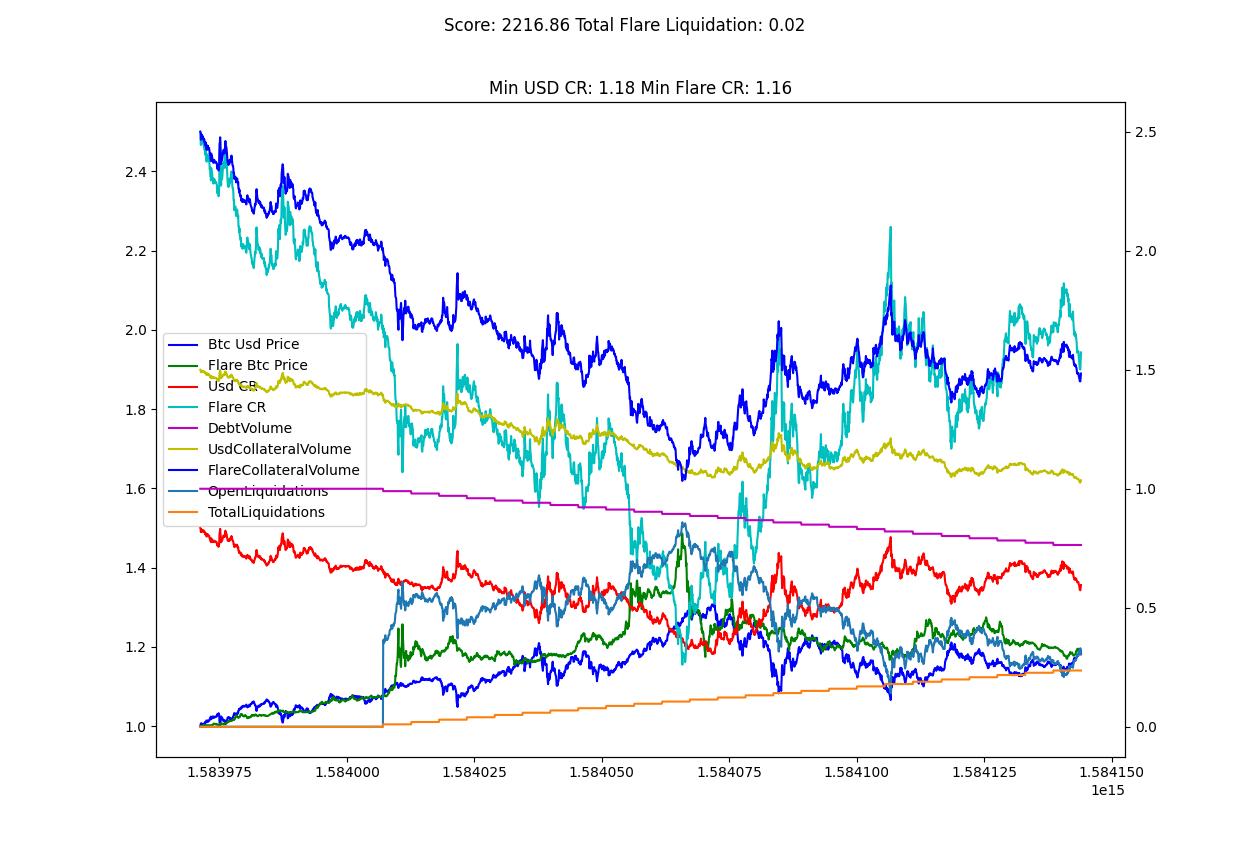 Score: 2216.86 Total Flare Liquidation: 0.02
Min USD CR: 1.18 Min Flare CR: 1.16
2.4
2.2
2.0
1.8
1.6
1.4
1.2
1.0
2.5
2.0
1.5
1.0
0.5
0.0
Btc Usd Price
Flare Btc Price
Usd CR
Flare CR
DebtVolume
UsdCollateralVolume
FlareCollateralVolume
OpenLiquidations
TotalLiquidations
1.583975 1.584000 1.584025 1.584050 1.584075 1.584100 1.584125 1.584150
1e15